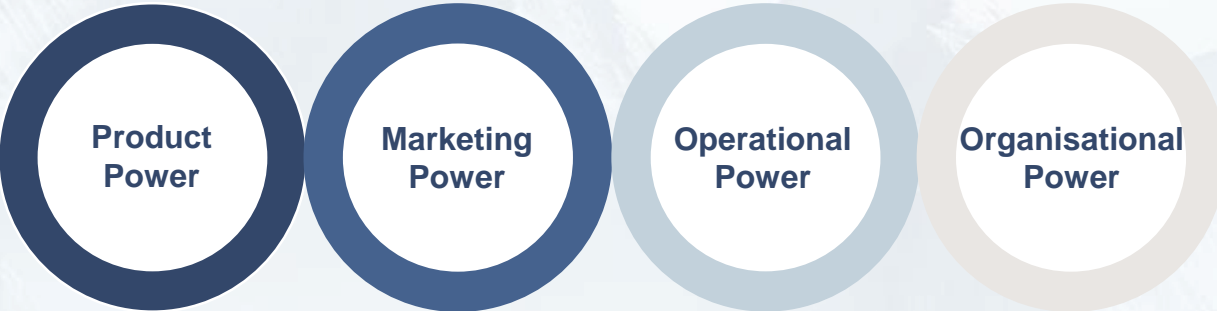 Product
Power
Marketing
Power
Operational
Power
Organisational
Power